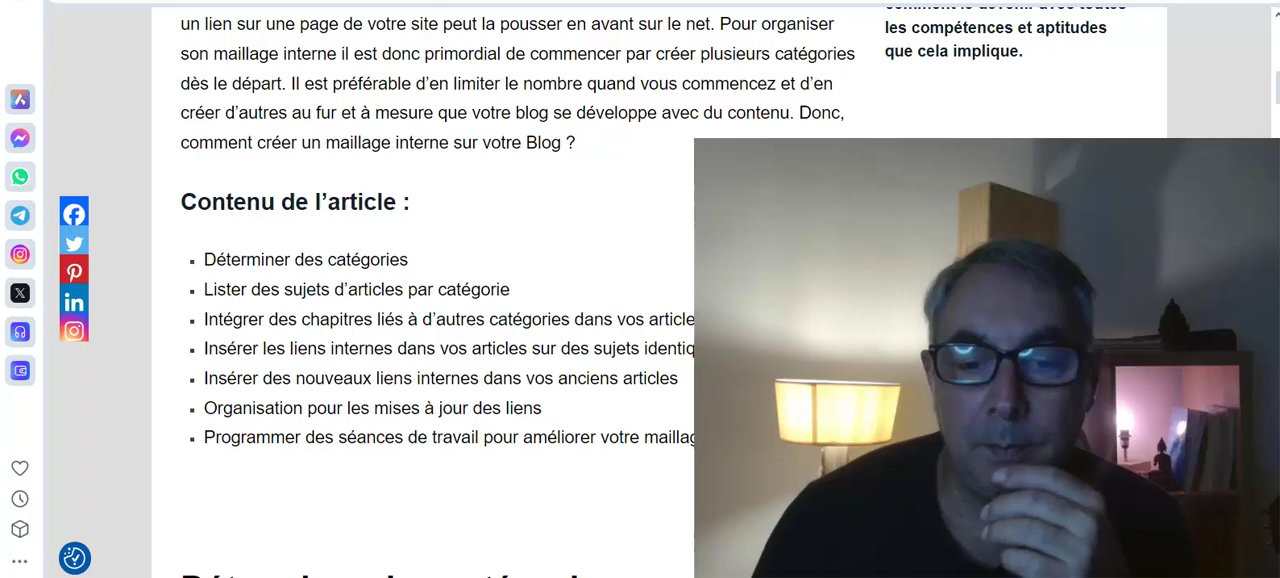 un lien sur une page de votre site peut la pousser en avant sur le net. Pour organiser
son maillage interne il est donc primordial de commencer par créer plusieurs catégories
dès le départ. Il est préférable d’en limiter le nombre quand vous commencez et d’en
créer d’autres au fur et à mesure que votre blog se développe avec du contenu. Donc,
comment créer un maillage interne sur votre Blog ?
les compétences et aptitudes
que cela implique.
Contenu de l’article :
Déterminer des catégories
Lister des sujets d’articles par catégorie
Intégrer des chapitres liés à d’autres catégories dans vos article
Insérer les liens internes dans vos articles sur des sujets identiq
Insérer des nouveaux liens internes dans vos anciens articles
Organisation pour les mises à jour des liens
Programmer des séances de travail pour améliorer votre maillag